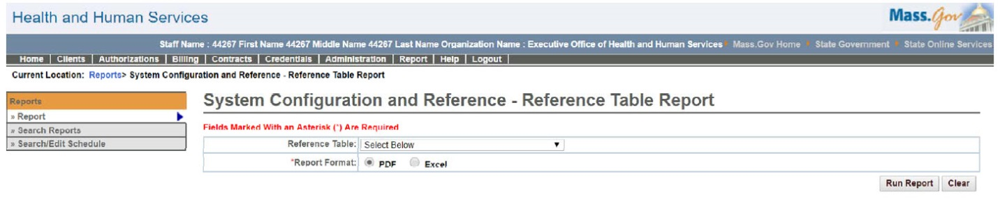 Health and Human Services
Mass.Gov
Staff Name : 44267 First Name 44267 Middle Name 44267 Last Name Organization Name : Executive Office of Health and Human Services Mass.Gov Home State Government State Online Services
Home | Clients | Authorizations | Billing | Contracts | Credentials | Administration | Report | Help | Logout |
Current Location: Reports> System Configuration and Reference - Reference Table Report
Reports
» Report
» Search Reports
» Search/Edit Schedule
System Configuration and Reference - Reference Table Report
Fields Marked With an Asterisk (*) Are Required
Reference Table: Select Below
*Report Format: PDF Excel
Run Report Clear